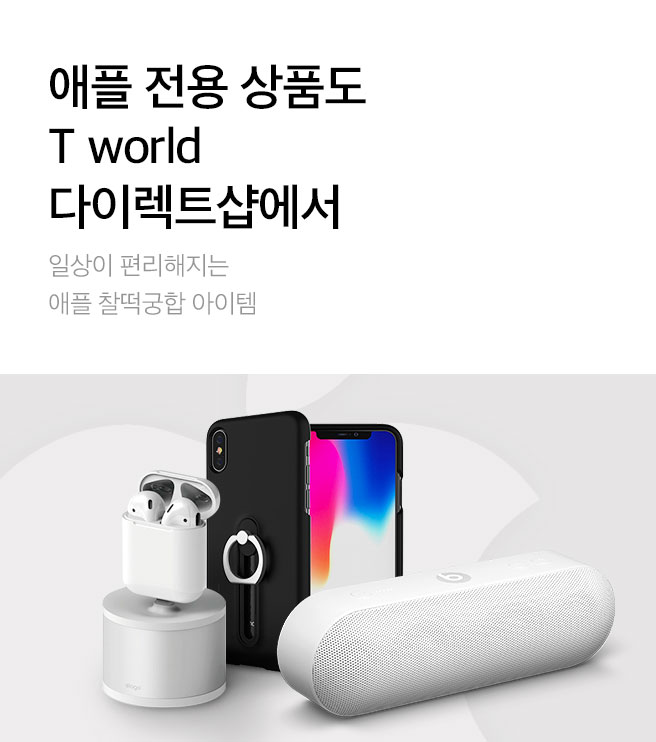 애플 전용 상품도
T world
다이렉트샵에서
일상이 편리해지는
애플 찰떡궁합 아이템
elago